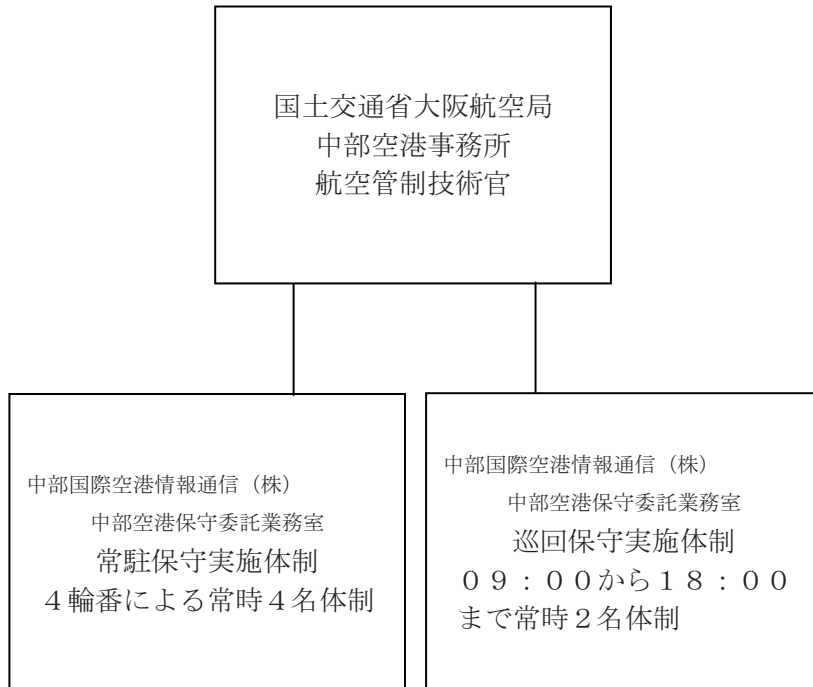 国土交通省大阪航空局
中部空港事務所
航空管制技術官
中部国際空港情報通信（株）
中部空港保守委託業務室
常駐保守実施体制
４輪番による常時４名体制
中部国際空港情報通信（株）
中部空港保守委託業務室
巡回保守実施体制
０９：００から１８：００
まで常時２名体制